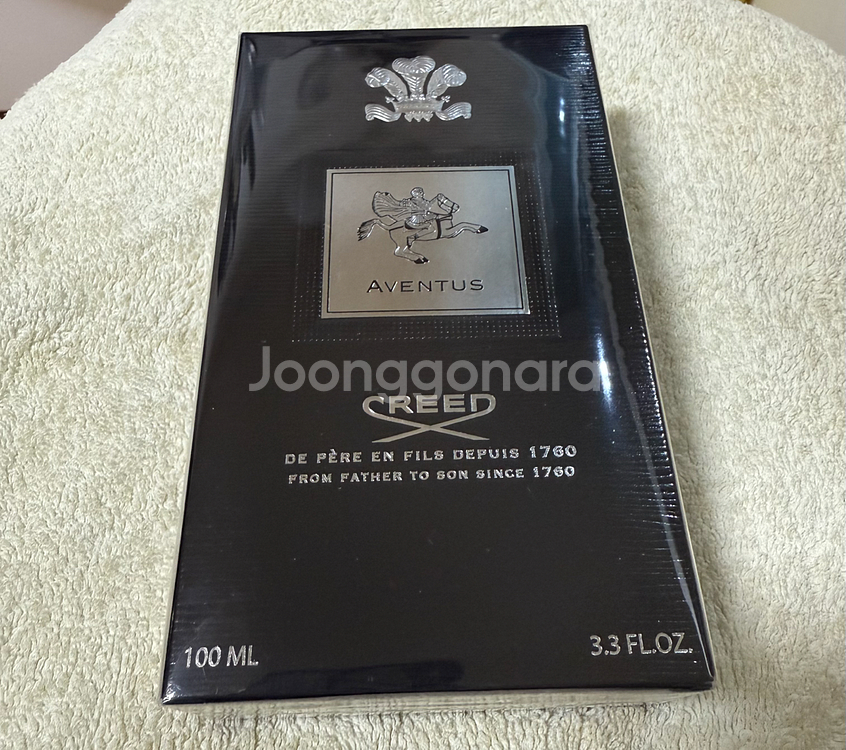 AVENTUS
Joonggonara
CREED
DE PÈRE EN FILS DEPUIS 1760
FROM FATHER TO SON SINCE 1760
100 ML
3.3 FL.OZ.